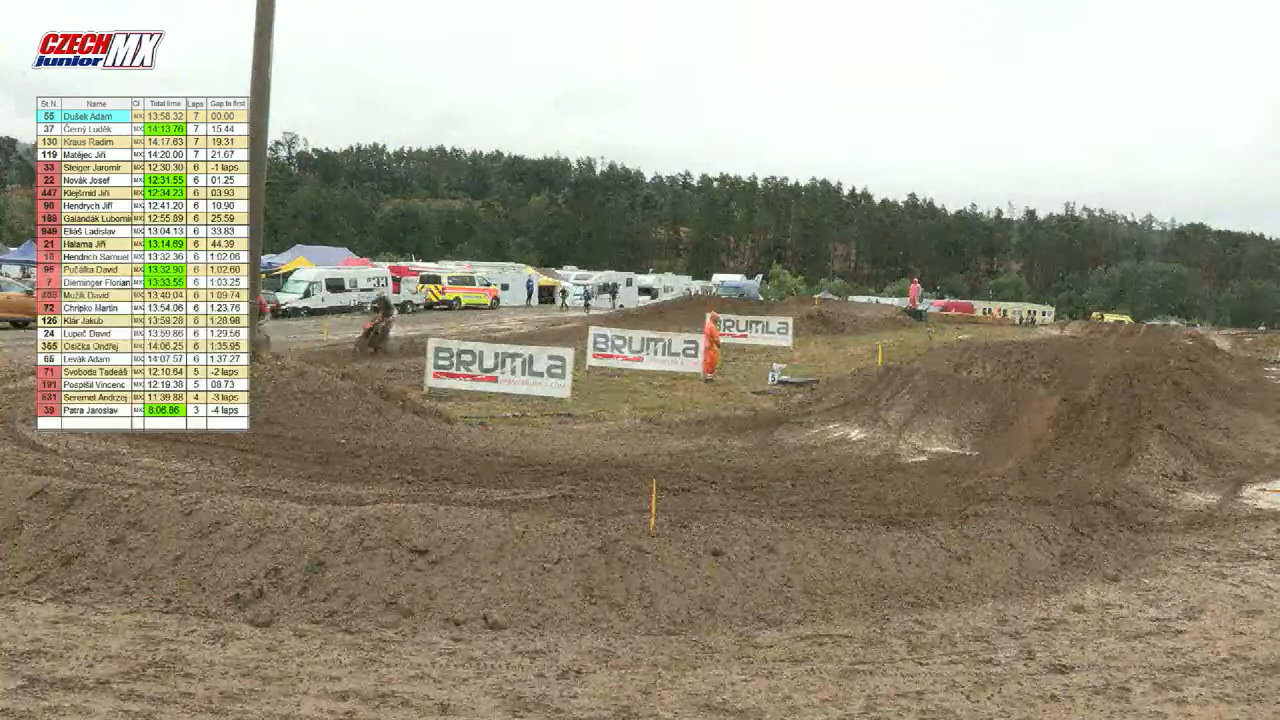 CZECH MX
junior
St.N. Name Cl Total time Laps Gap to first
55 Dušek Adam MX 13:58.32 7 00.00
37 Černý Luděk MX 14:13.76 7 15.44
130 Kraus Radim MX 14:17.63 7 19.31
119 Matějec Jiří MX 14:20.00 7 21.67
33 Steiger Jaromír MX 12:30.30 6 -1 laps
22 Novák Josef MX 12:31.55 6 01.25
447 Klejšmíd Jiří MX 12:34.23 6 03.93
90 Hendrych Jiří MX 12:41.20 6 10.90
188 Galandák Lubomír MX 12:55.89 6 25.59
949 Eliáš Ladislav MX 13:04.13 6 33.83
21 Halama Jiří MX 13:14.69 6 44.39
Hendrich Samuel MX 13:32.36 6 1:02.06
95 Pučálka David MX 13:32.90 6 1:02.60
7 Dieminger Florian MX 13:33.55 6 1:03.25
Mužík David MX 13:40.04 6 1:09.74
72 Chripko Martin MX 13:54.06 6 1:23.76
126 Klár Jakub MX 13:59.28 6 1:28.98
24 Lupač David MX 13:59.86 6 1:29.56
365 Osička Ondřej MX 14:06.25 6 1:35.95
65 Levák Adam MX 14:07.57 6 1:37.27
71 Svoboda Tadeáš MX 12:10.64 5 -2 laps
191 Pospíšil Vincenc MX 12:19.38 5 08.73
831 Seremet Andrzej MX 11:39.88 4 -3 laps
39 Patra Jaroslav MX 8:06.86 3 -4 laps
BRUMLA
BRUMLA
BRUMLA
5